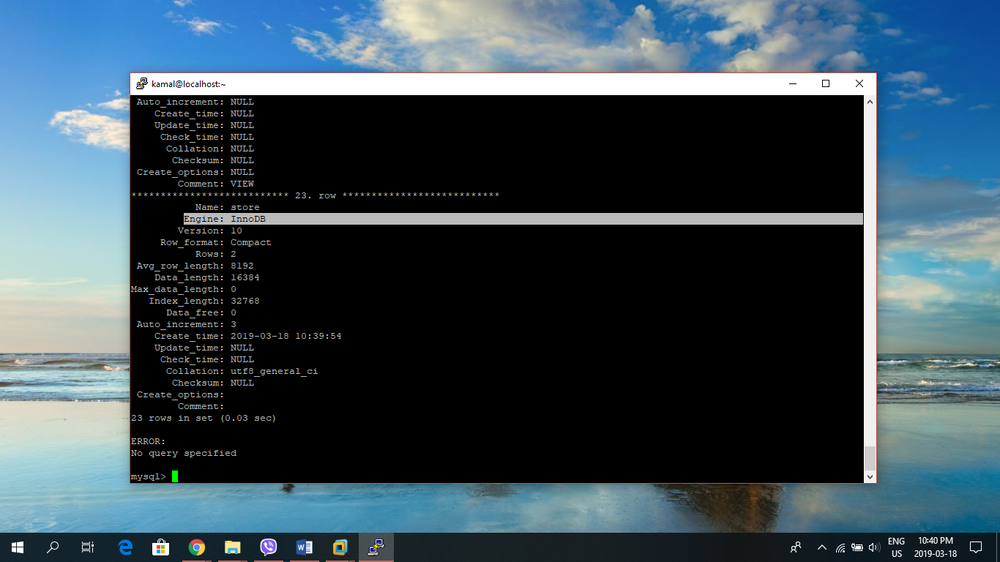 kamal@localhost:~
Auto_increment: NULL
Create_time: NULL
Update_time: NULL
Check_time: NULL
Collation: NULL
Checksum: NULL
Create_options: NULL
Comment: VIEW
*************************** 23. row ***************************
Name: store
Engine: InnoDB
Version: 10
Row_format: Compact
Rows: 2
Avg_row_length: 8192
Data_length: 16384
Max_data_length: 0
Index_length: 32768
Data_free: 0
Auto_increment: 3
Create_time: 2019-03-18 10:39:54
Update_time: NULL
Check_time: NULL
Collation: utf8_general_ci
Checksum: NULL
Create_options:
Comment:
23 rows in set (0.03 sec)
ERROR:
No query specified
mysql>
ENG 10:40 PM
US 2019-03-18